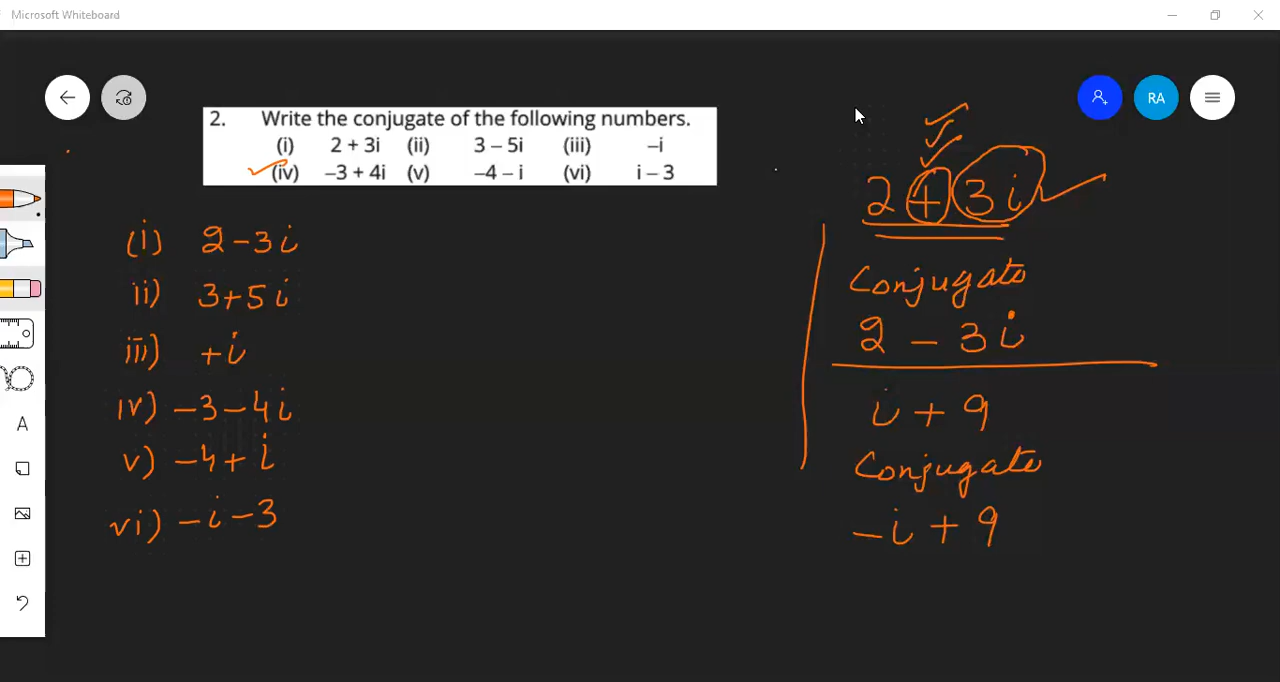 Microsoft Whiteboard
RA
2. Write the conjugate of the following numbers.
(i) 2 + 3i (ii) 3 – 5i (iii) –i
(iv) –3 + 4i (v) –4 – i (vi) i – 3
(i) 2 - 3i
ii) 3 + 5i
iii) + i
iv) -3 - 4i
v) -4 + i
vi) -i - 3
2 + 3i
Conjugate
2 - 3i
i + 9
Conjugate
-i + 9
A